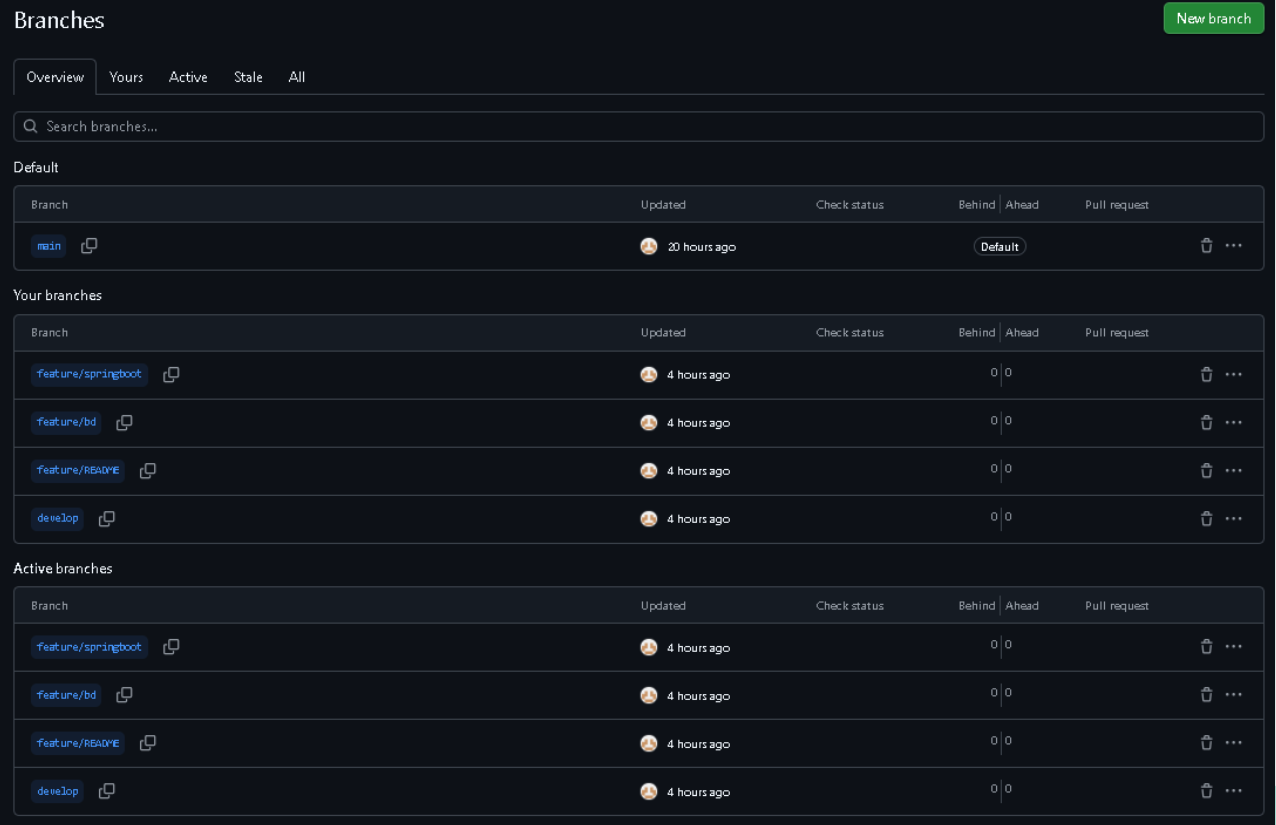 Branches
New branch
Overview Yours Active Stale All
Search branches...
Default
Branch Updated Check status Behind Ahead Pull request
main 20 hours ago Default
Your branches
Branch Updated Check status Behind Ahead Pull request
feature/springboot 4 hours ago 0 0
feature/bd 4 hours ago 0 0
feature/README 4 hours ago 0 0
develop 4 hours ago 0 0
Active branches
Branch Updated Check status Behind Ahead Pull request
feature/springboot 4 hours ago 0 0
feature/bd 4 hours ago 0 0
feature/README 4 hours ago 0 0
develop 4 hours ago 0 0